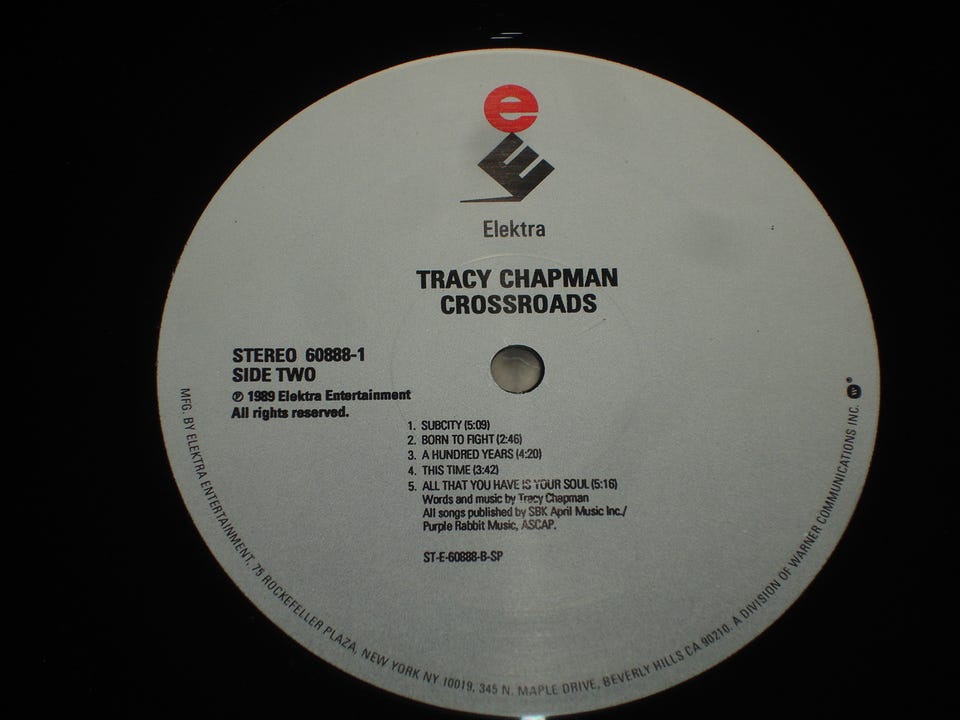 e
E
Elektra
TRACY CHAPMAN
CROSSROADS
STEREO 60888-1
SIDE TWO
℗ 1989 Elektra Entertainment
All rights reserved.
1. SUBCITY (5:09)
2. BORN TO FIGHT (2:46)
3. A HUNDRED YEARS (4:20)
4. THIS TIME (3:42)
5. ALL THAT YOU HAVE IS YOUR SOUL (5:16)
Words and music by Tracy Chapman
All songs published by SBK April Music Inc./
Purple Rabbit Music, ASCAP.
ST-E-60888-B-SP
MFG. BY ELEKTRA ENTERTAINMENT, 75 ROCKEFELLER PLAZA, NEW YORK NY 10019. 345 N. MAPLE DRIVE, BEVERLY HILLS CA 90210. A DIVISION OF WARNER COMMUNICATIONS INC. ®